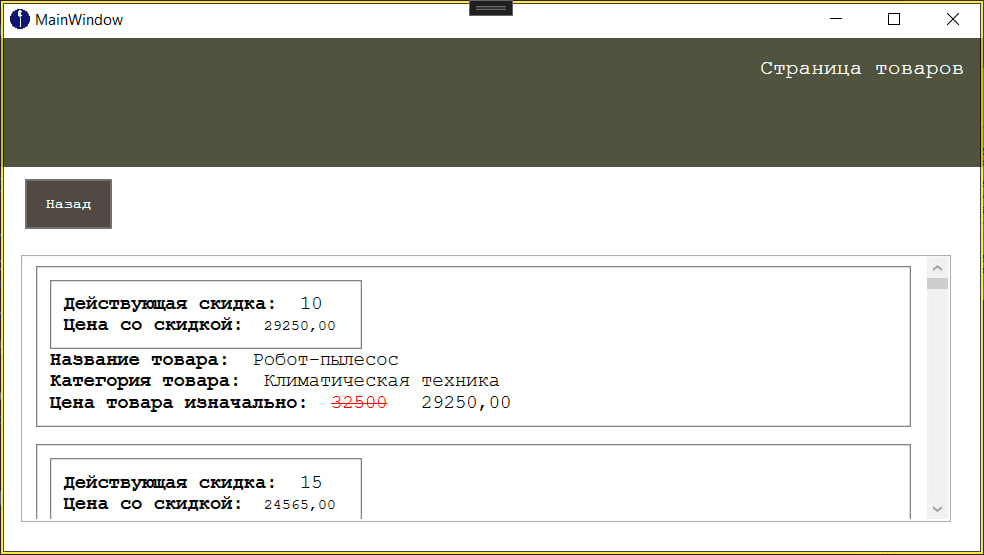 MainWindow
Страница товаров
Назад
Действующая скидка: 10
Цена со скидкой: 29250,00
Название товара: Робот-пылесос
Категория товара: Климатическая техника
Цена товара изначально: 32500 29250,00
Действующая скидка: 15
Цена со скидкой: 24565,00